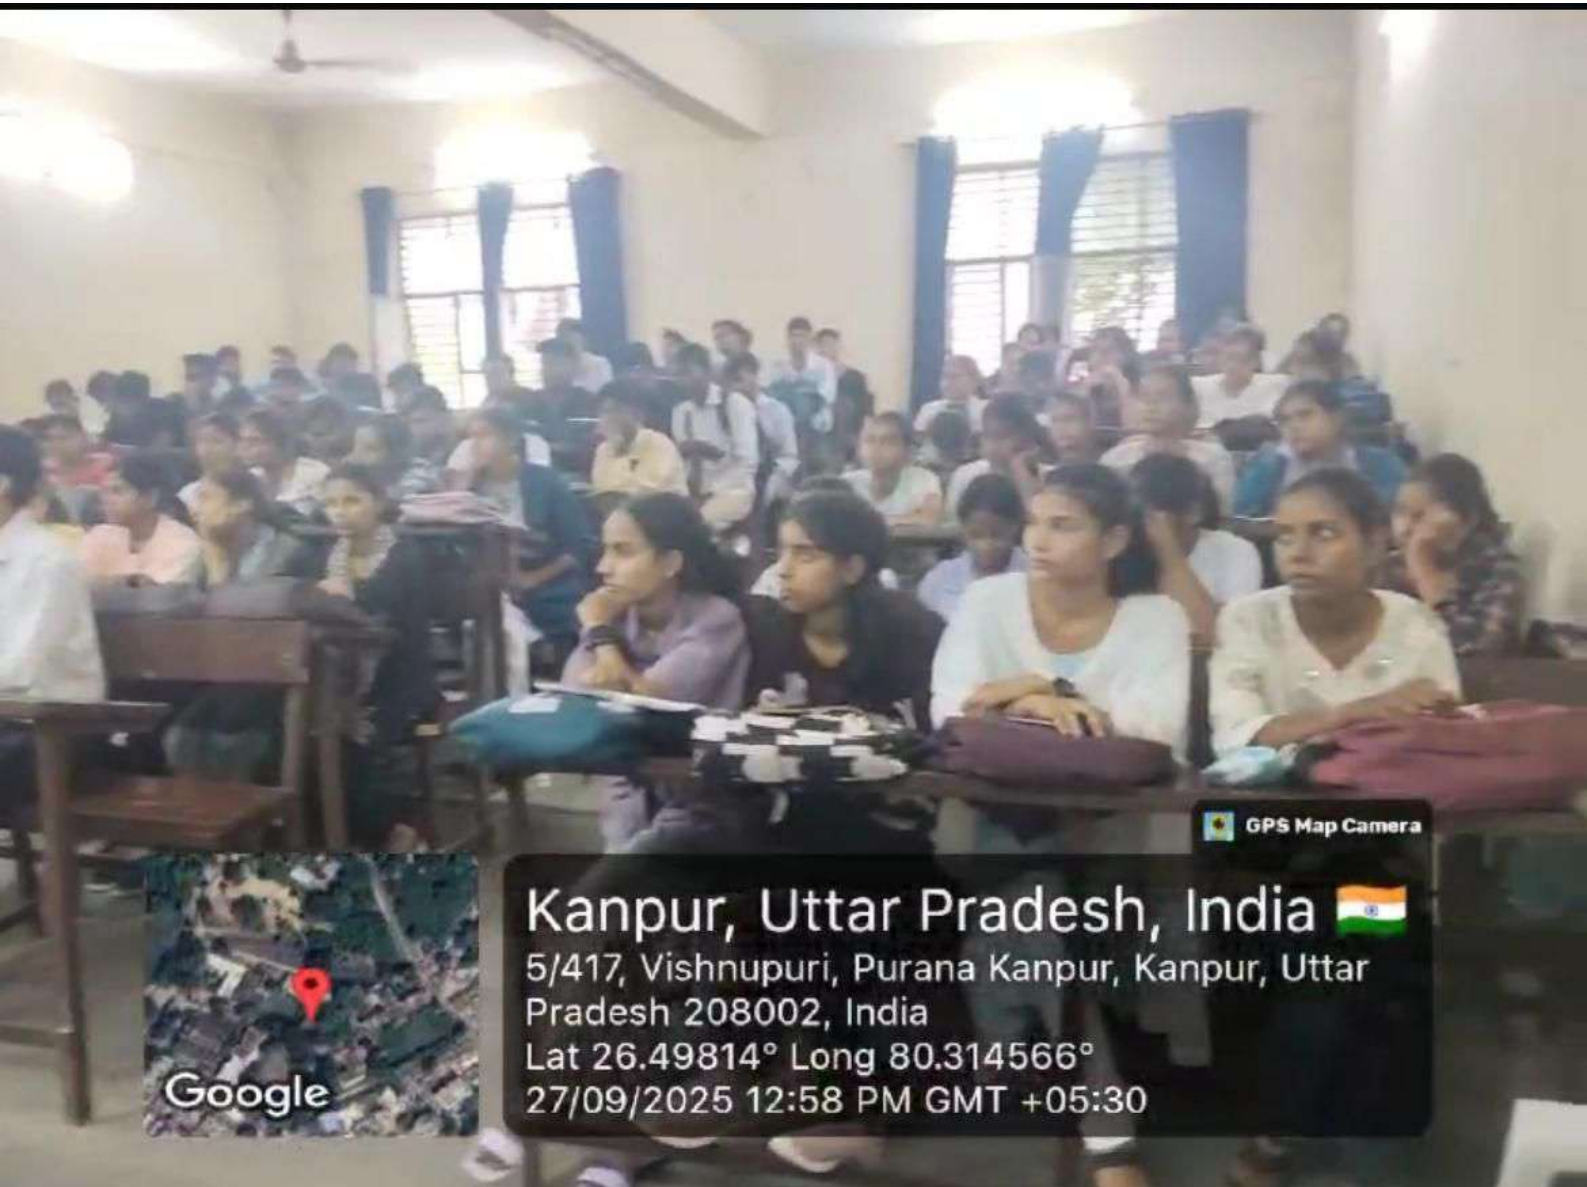 GPS Map Camera
Kanpur, Uttar Pradesh, India
5/417, Vishnupuri, Purana Kanpur, Kanpur, Uttar
Pradesh 208002, India
Lat 26.49814° Long 80.314566°
27/09/2025 12:58 PM GMT +05:30
Google